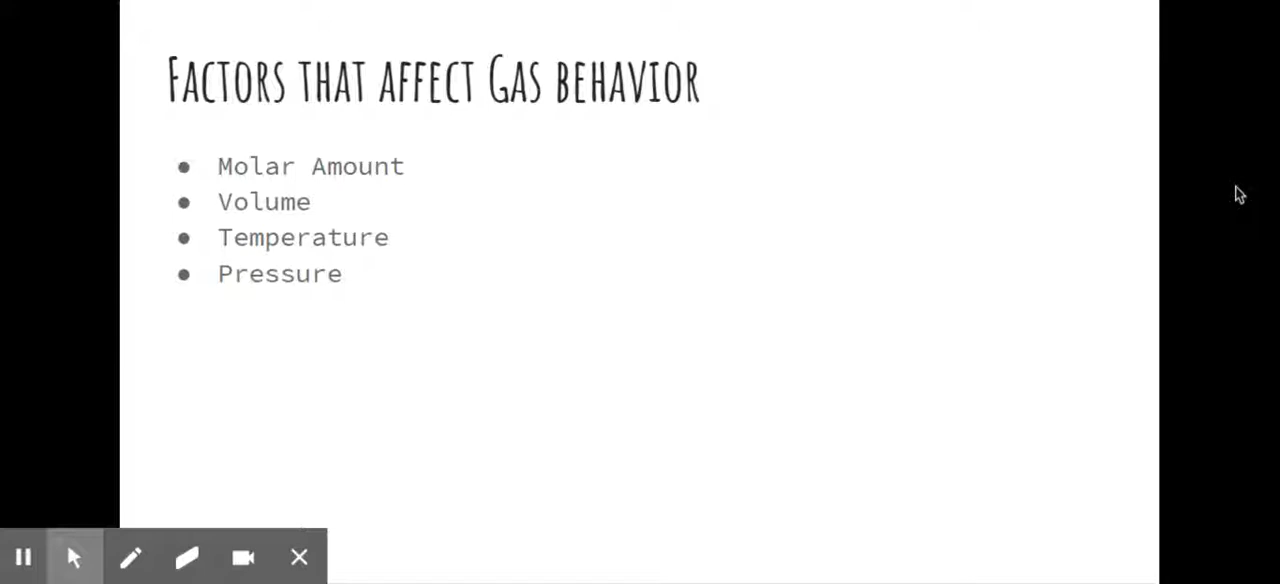 Factors that affect Gas behavior
● Molar Amount
● Volume
● Temperature
● Pressure